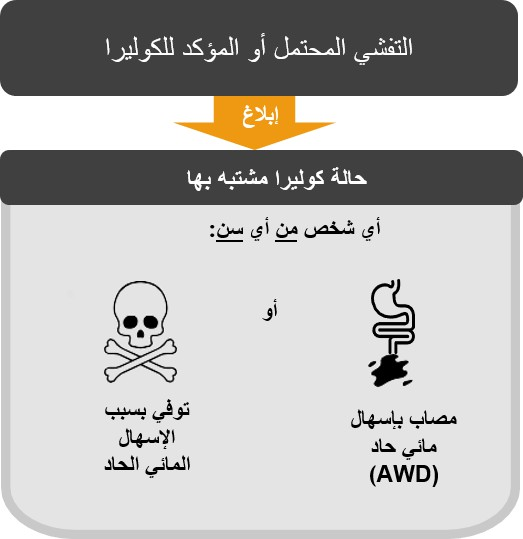 التفشي المحتمل أو المؤكد للكوليرا
إبلاغ
حالة كوليرا مشتبه بها
أي شخص من أي سن:
مصاب بإسهال
مائي حاد
(AWD)
أو
توفي بسبب
الإسهال
المائي الحاد